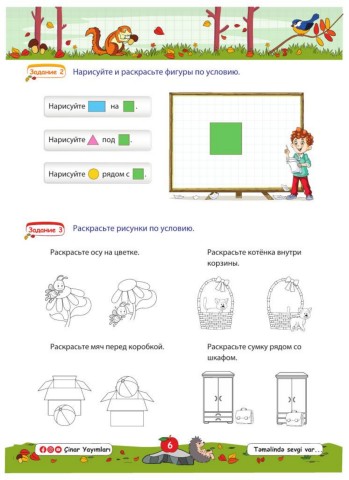 Задание 2
Нарисуйте и раскрасьте фигуры по условию.
Нарисуйте на .
Нарисуйте под .
Нарисуйте рядом с .
Задание 3
Раскрасьте рисунки по условию.
Раскрасьте осу на цветке.
Раскрасьте котёнка внутри
корзины.
Раскрасьте мяч перед коробкой.
Раскрасьте сумку рядом со
шкафом.
Çinar Yayımları
6
Təməlində sevgi var...